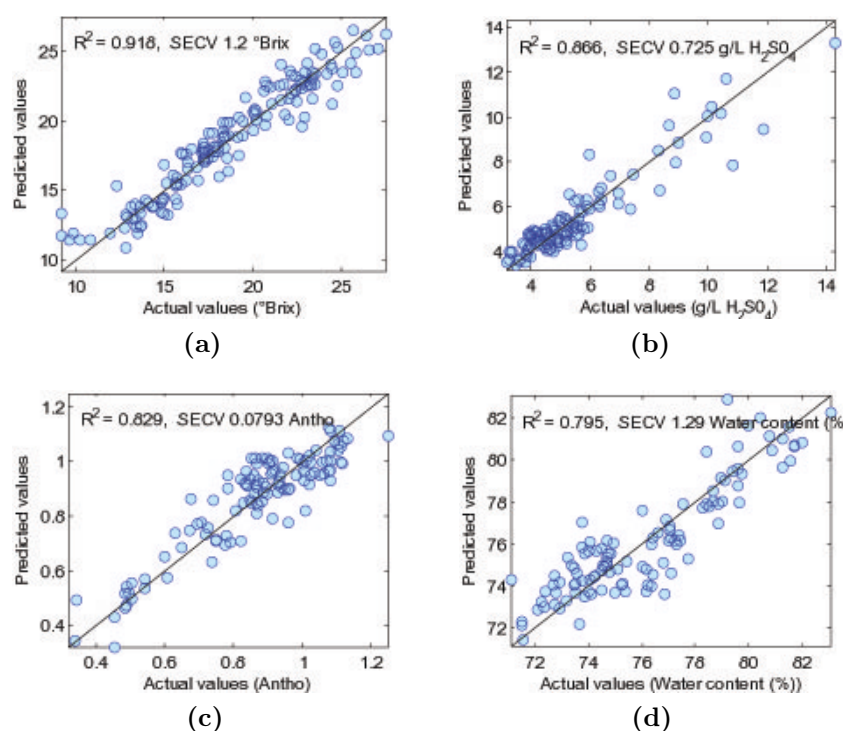 R² = 0.918, SECV 1.2 °Brix
25
20
15
10
Predicted values
10 15 20 25
Actual values (°Brix)
(a)
R² = 0.866, SECV 0.725 g/L H₂S0₄
14
12
10
8
6
4
Predicted values
4 6 8 10 12 14
Actual values (g/L H₂S0₄)
(b)
R² = 0.829, SECV 0.0793 Antho
1.2
1
0.8
0.6
0.4
Predicted values
0.4 0.6 0.8 1 1.2
Actual values (Antho)
(c)
R² = 0.795, SECV 1.29 Water content (%
82
80
78
76
74
72
Predicted values
72 74 76 78 80 82
Actual values (Water content (%))
(d)